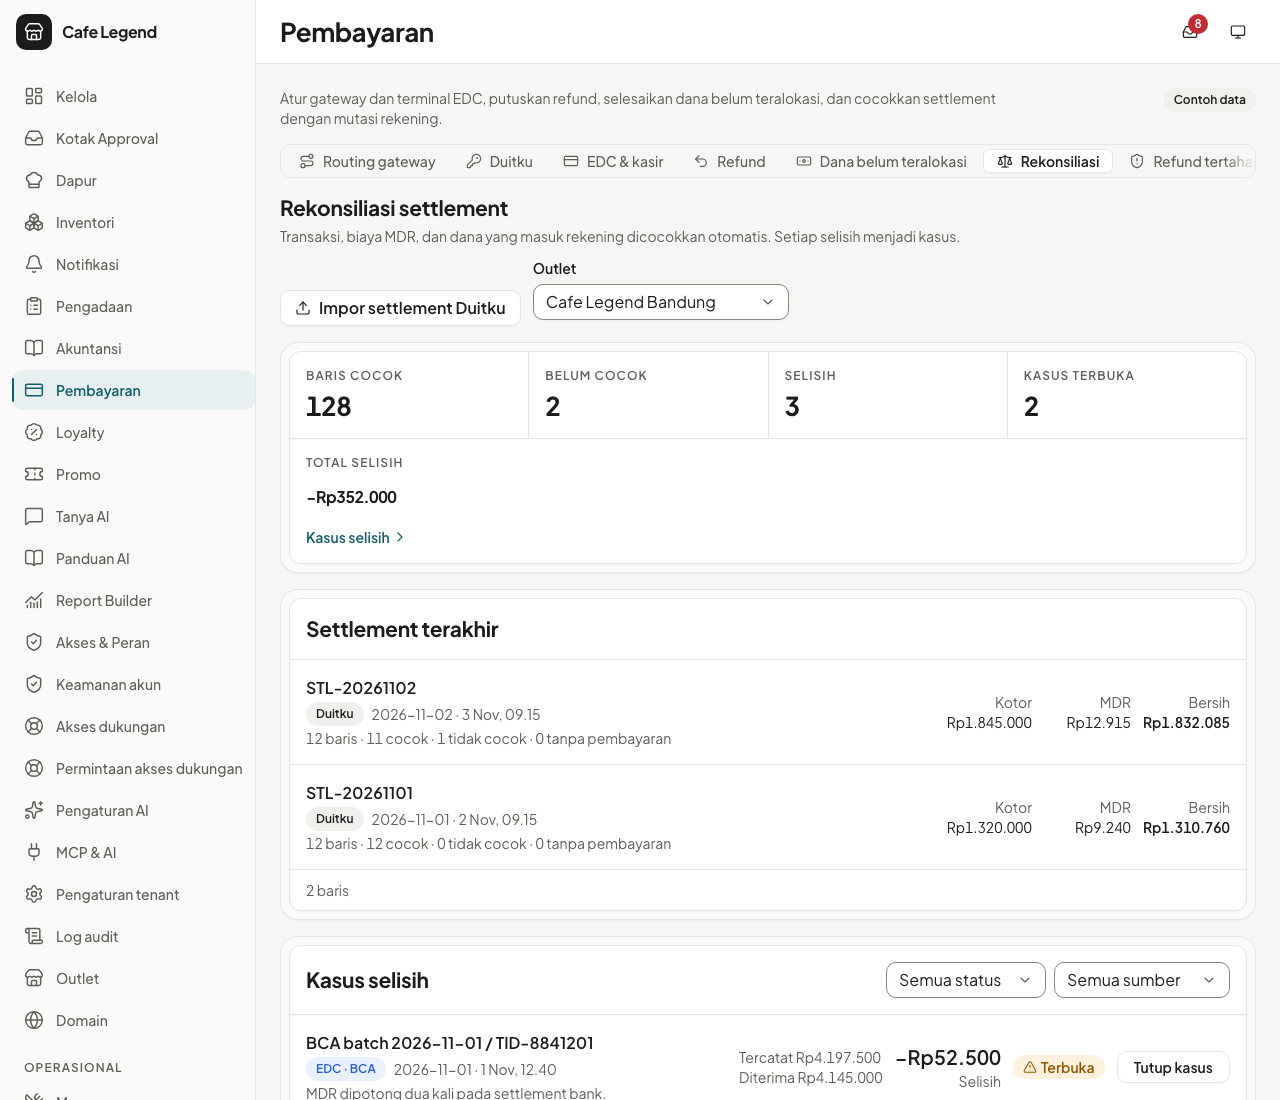 Cafe Legend
Pembayaran
8
Kelola
Kotak Approval
Dapur
Inventori
Notifikasi
Pengadaan
Akuntansi
Pembayaran
Loyalty
Promo
Tanya AI
Panduan AI
Report Builder
Akses & Peran
Keamanan akun
Akses dukungan
Permintaan akses dukungan
Pengaturan AI
MCP & AI
Pengaturan tenant
Log audit
Outlet
Domain
OPERASIONAL
Atur gateway dan terminal EDC, putuskan refund, selesaikan dana belum teralokasi, dan cocokkan settlement
dengan mutasi rekening.
Contoh data
Routing gateway Duitku EDC & kasir Refund Dana belum teralokasi Rekonsiliasi Refund tertaha
Rekonsiliasi settlement
Transaksi, biaya MDR, dan dana yang masuk rekening dicocokkan otomatis. Setiap selisih menjadi kasus.
Outlet
Impor settlement Duitku
Cafe Legend Bandung
BARIS COCOK BELUM COCOK SELISIH KASUS TERBUKA
128 2 3 2
TOTAL SELISIH
−Rp352.000
Kasus selisih
Settlement terakhir
STL-20261102
Duitku 2026-11-02 · 3 Nov, 09.15
12 baris · 11 cocok · 1 tidak cocok · 0 tanpa pembayaran
Kotor MDR Bersih
Rp1.845.000 Rp12.915 Rp1.832.085
STL-20261101
Duitku 2026-11-01 · 2 Nov, 09.15
12 baris · 12 cocok · 0 tidak cocok · 0 tanpa pembayaran
Kotor MDR Bersih
Rp1.320.000 Rp9.240 Rp1.310.760
2 baris
Kasus selisih
Semua status
Semua sumber
BCA batch 2026-11-01 / TID-8841201
EDC · BCA 2026-11-01 · 1 Nov, 12.40
MDR dipotong dua kali pada settlement bank.
Tercatat Rp4.197.500
Diterima Rp4.145.000
−Rp52.500
Selisih
Terbuka
Tutup kasus